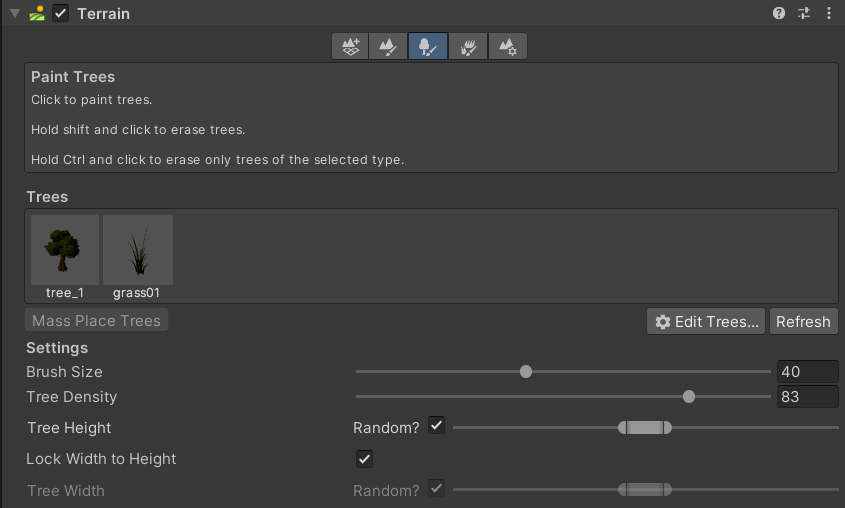 Terrain
Paint Trees
Click to paint trees.
Hold shift and click to erase trees.
Hold Ctrl and click to erase only trees of the selected type.
Trees
tree_1 grass01
Mass Place Trees Edit Trees... Refresh
Settings
Brush Size 40
Tree Density 83
Tree Height Random?
Lock Width to Height
Tree Width Random?